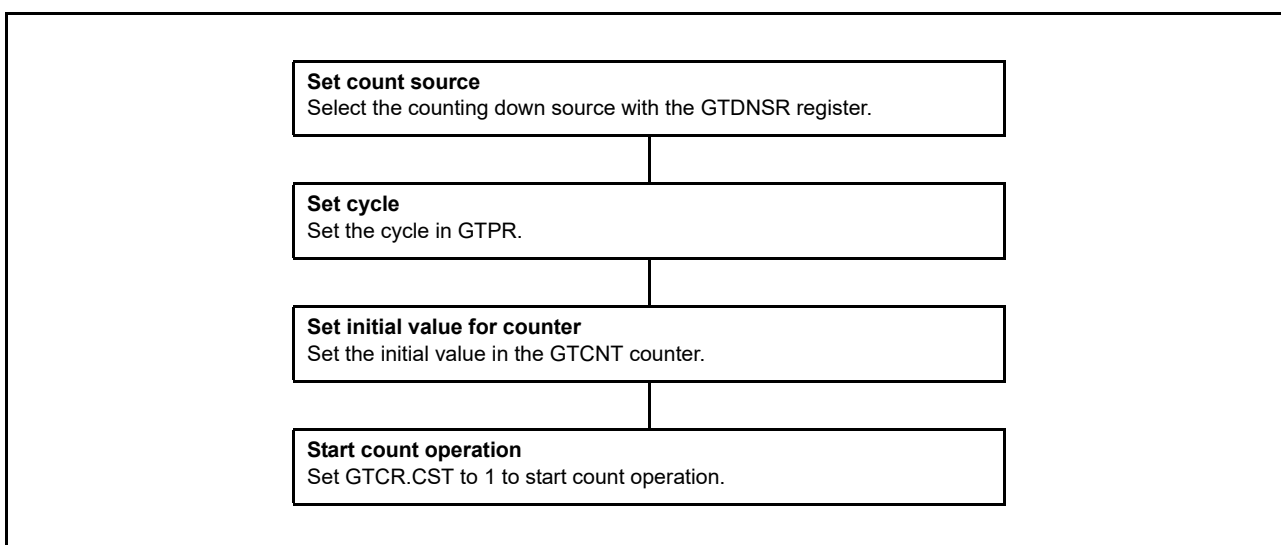 Set count source
Select the counting down source with the GTDNSR register.
Set cycle
Set the cycle in GTPR.
Set initial value for counter
Set the initial value in the GTCNT counter.
Start count operation
Set GTCR.CST to 1 to start count operation.